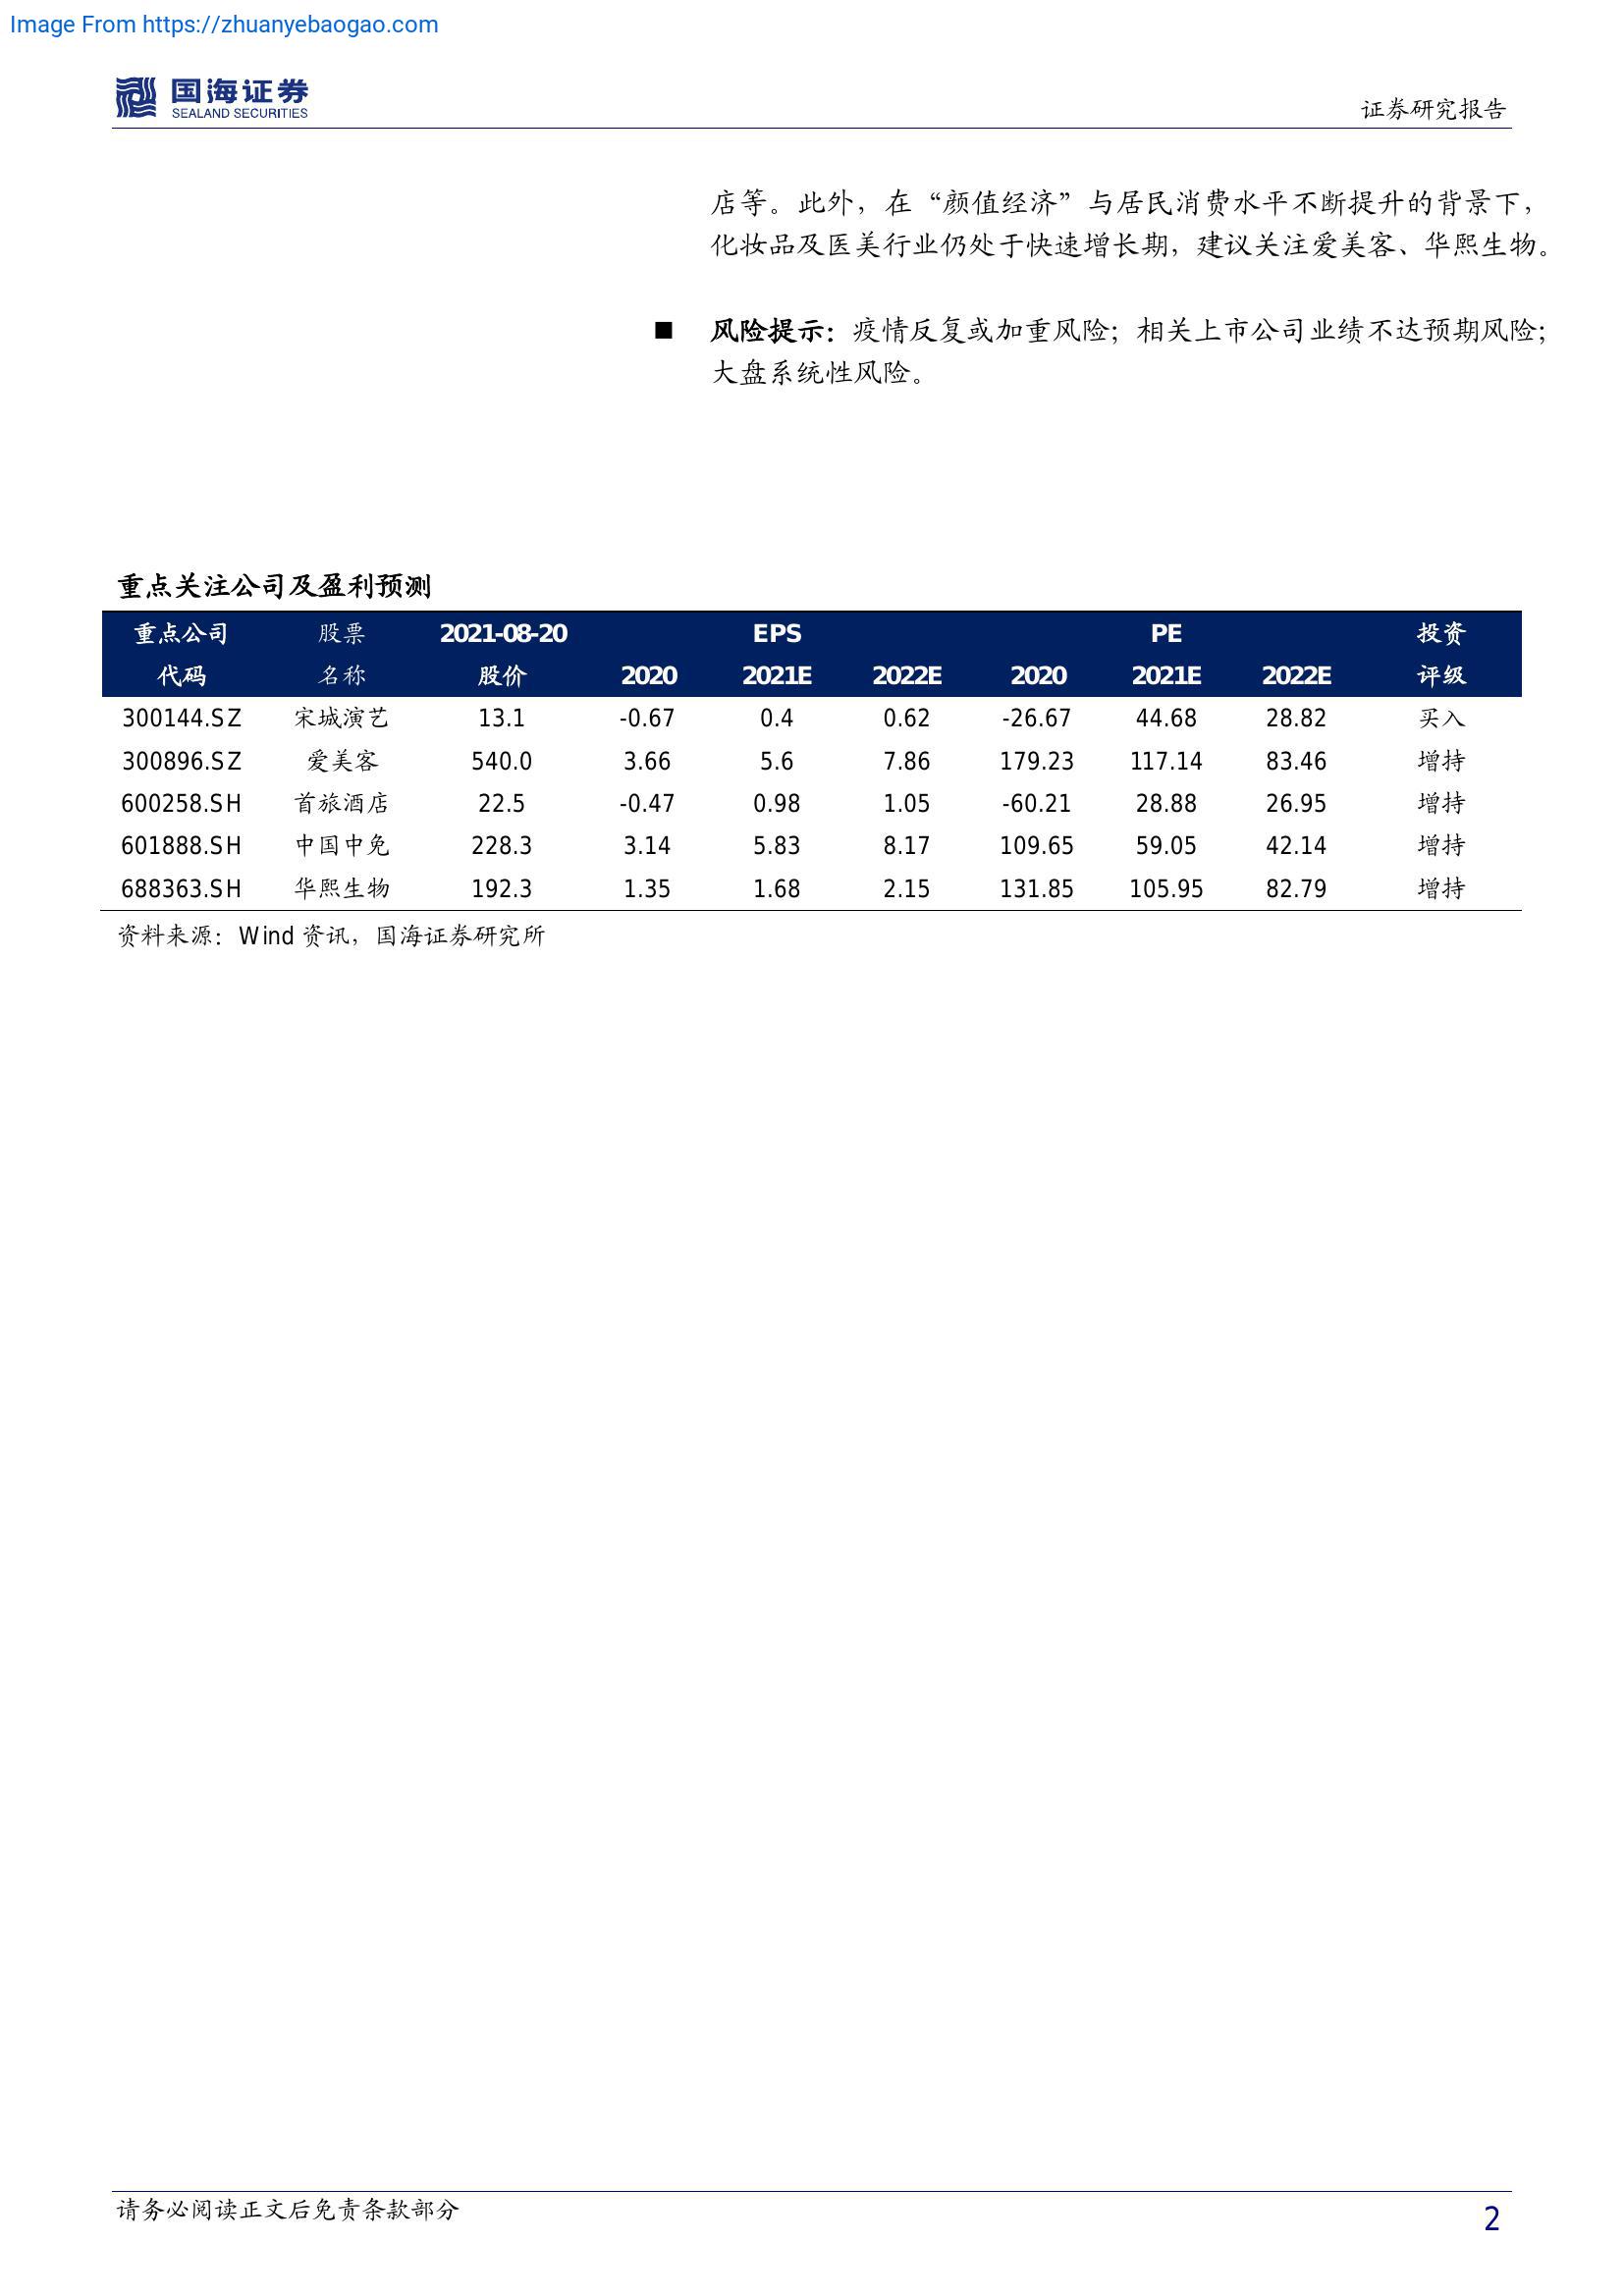 Image From https://zhuanyebaogao.com
国海证券
SEALAND SECURITIES
证券研究报告
店等。此外，在“颜值经济”与居民消费水平不断提升的背景下，
化妆品及医美行业仍处于快速增长期，建议关注爱美客、华熙生物。
■ 风险提示：疫情反复或加重风险；相关上市公司业绩不达预期风险；
大盘系统性风险。
重点关注公司及盈利预测
重点公司 股票 2021-08-20 EPS PE 投资
代码 名称 股价 2020 2021E 2022E 2020 2021E 2022E 评级
300144.SZ 宋城演艺 13.1 -0.67 0.4 0.62 -26.67 44.68 28.82 买入
300896.SZ 爱美客 540.0 3.66 5.6 7.86 179.23 117.14 83.46 增持
600258.SH 首旅酒店 22.5 -0.47 0.98 1.05 -60.21 28.88 26.95 增持
601888.SH 中国中免 228.3 3.14 5.83 8.17 109.65 59.05 42.14 增持
688363.SH 华熙生物 192.3 1.35 1.68 2.15 131.85 105.95 82.79 增持
资料来源：Wind 资讯，国海证券研究所
请务必阅读正文后免责条款部分
2